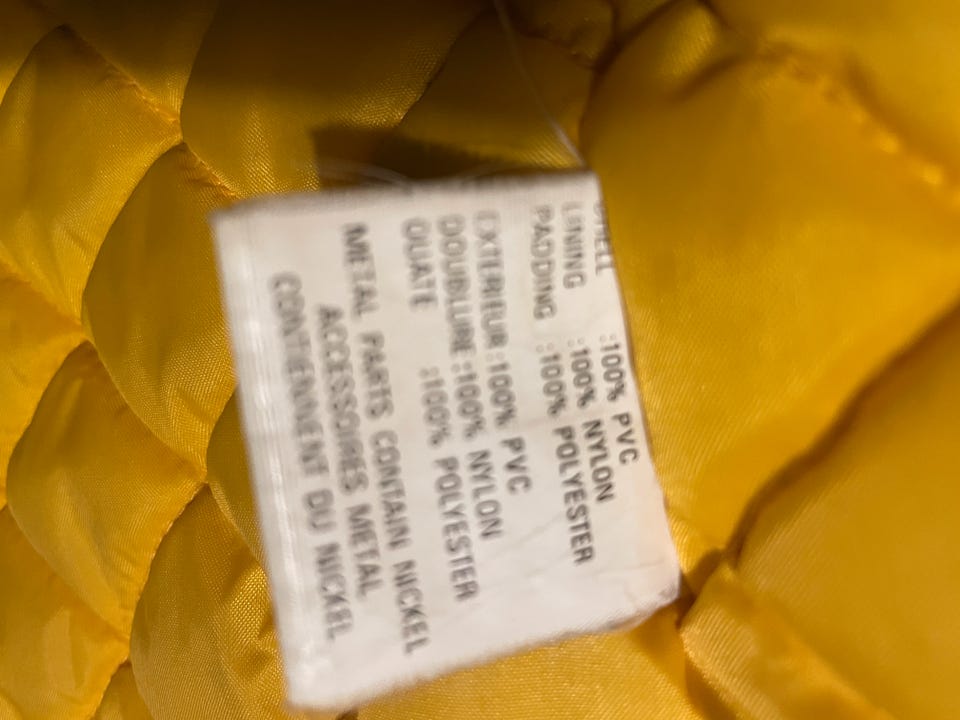 SHELL :100% PVC
LINING :100% NYLON
PADDING :100% POLYESTER
EXTERIEUR :100% PVC
DOUBLURE :100% NYLON
OUATE :100% POLYESTER
METAL PARTS CONTAIN NICKEL
ACCESSOIRES METAL
CONTIENNENT DU NICKEL